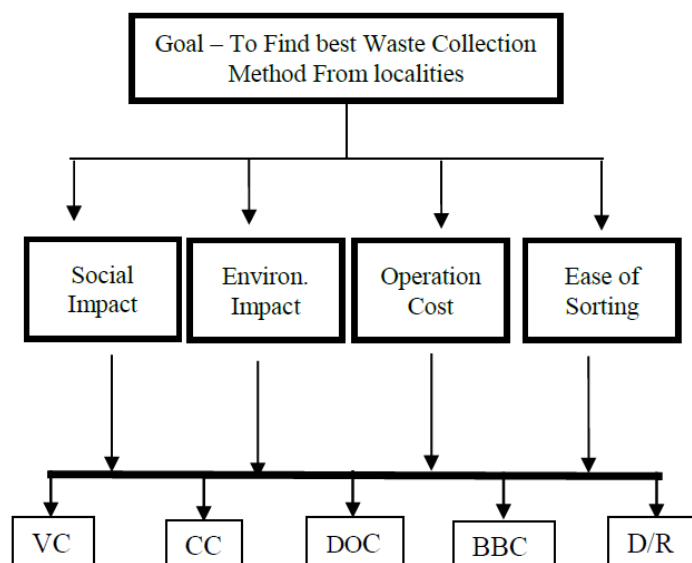 Goal – To Find best Waste Collection
Method From localities
Social
Impact
Environ.
Impact
Operation
Cost
Ease of
Sorting
VC
CC
DOC
BBC
D/R